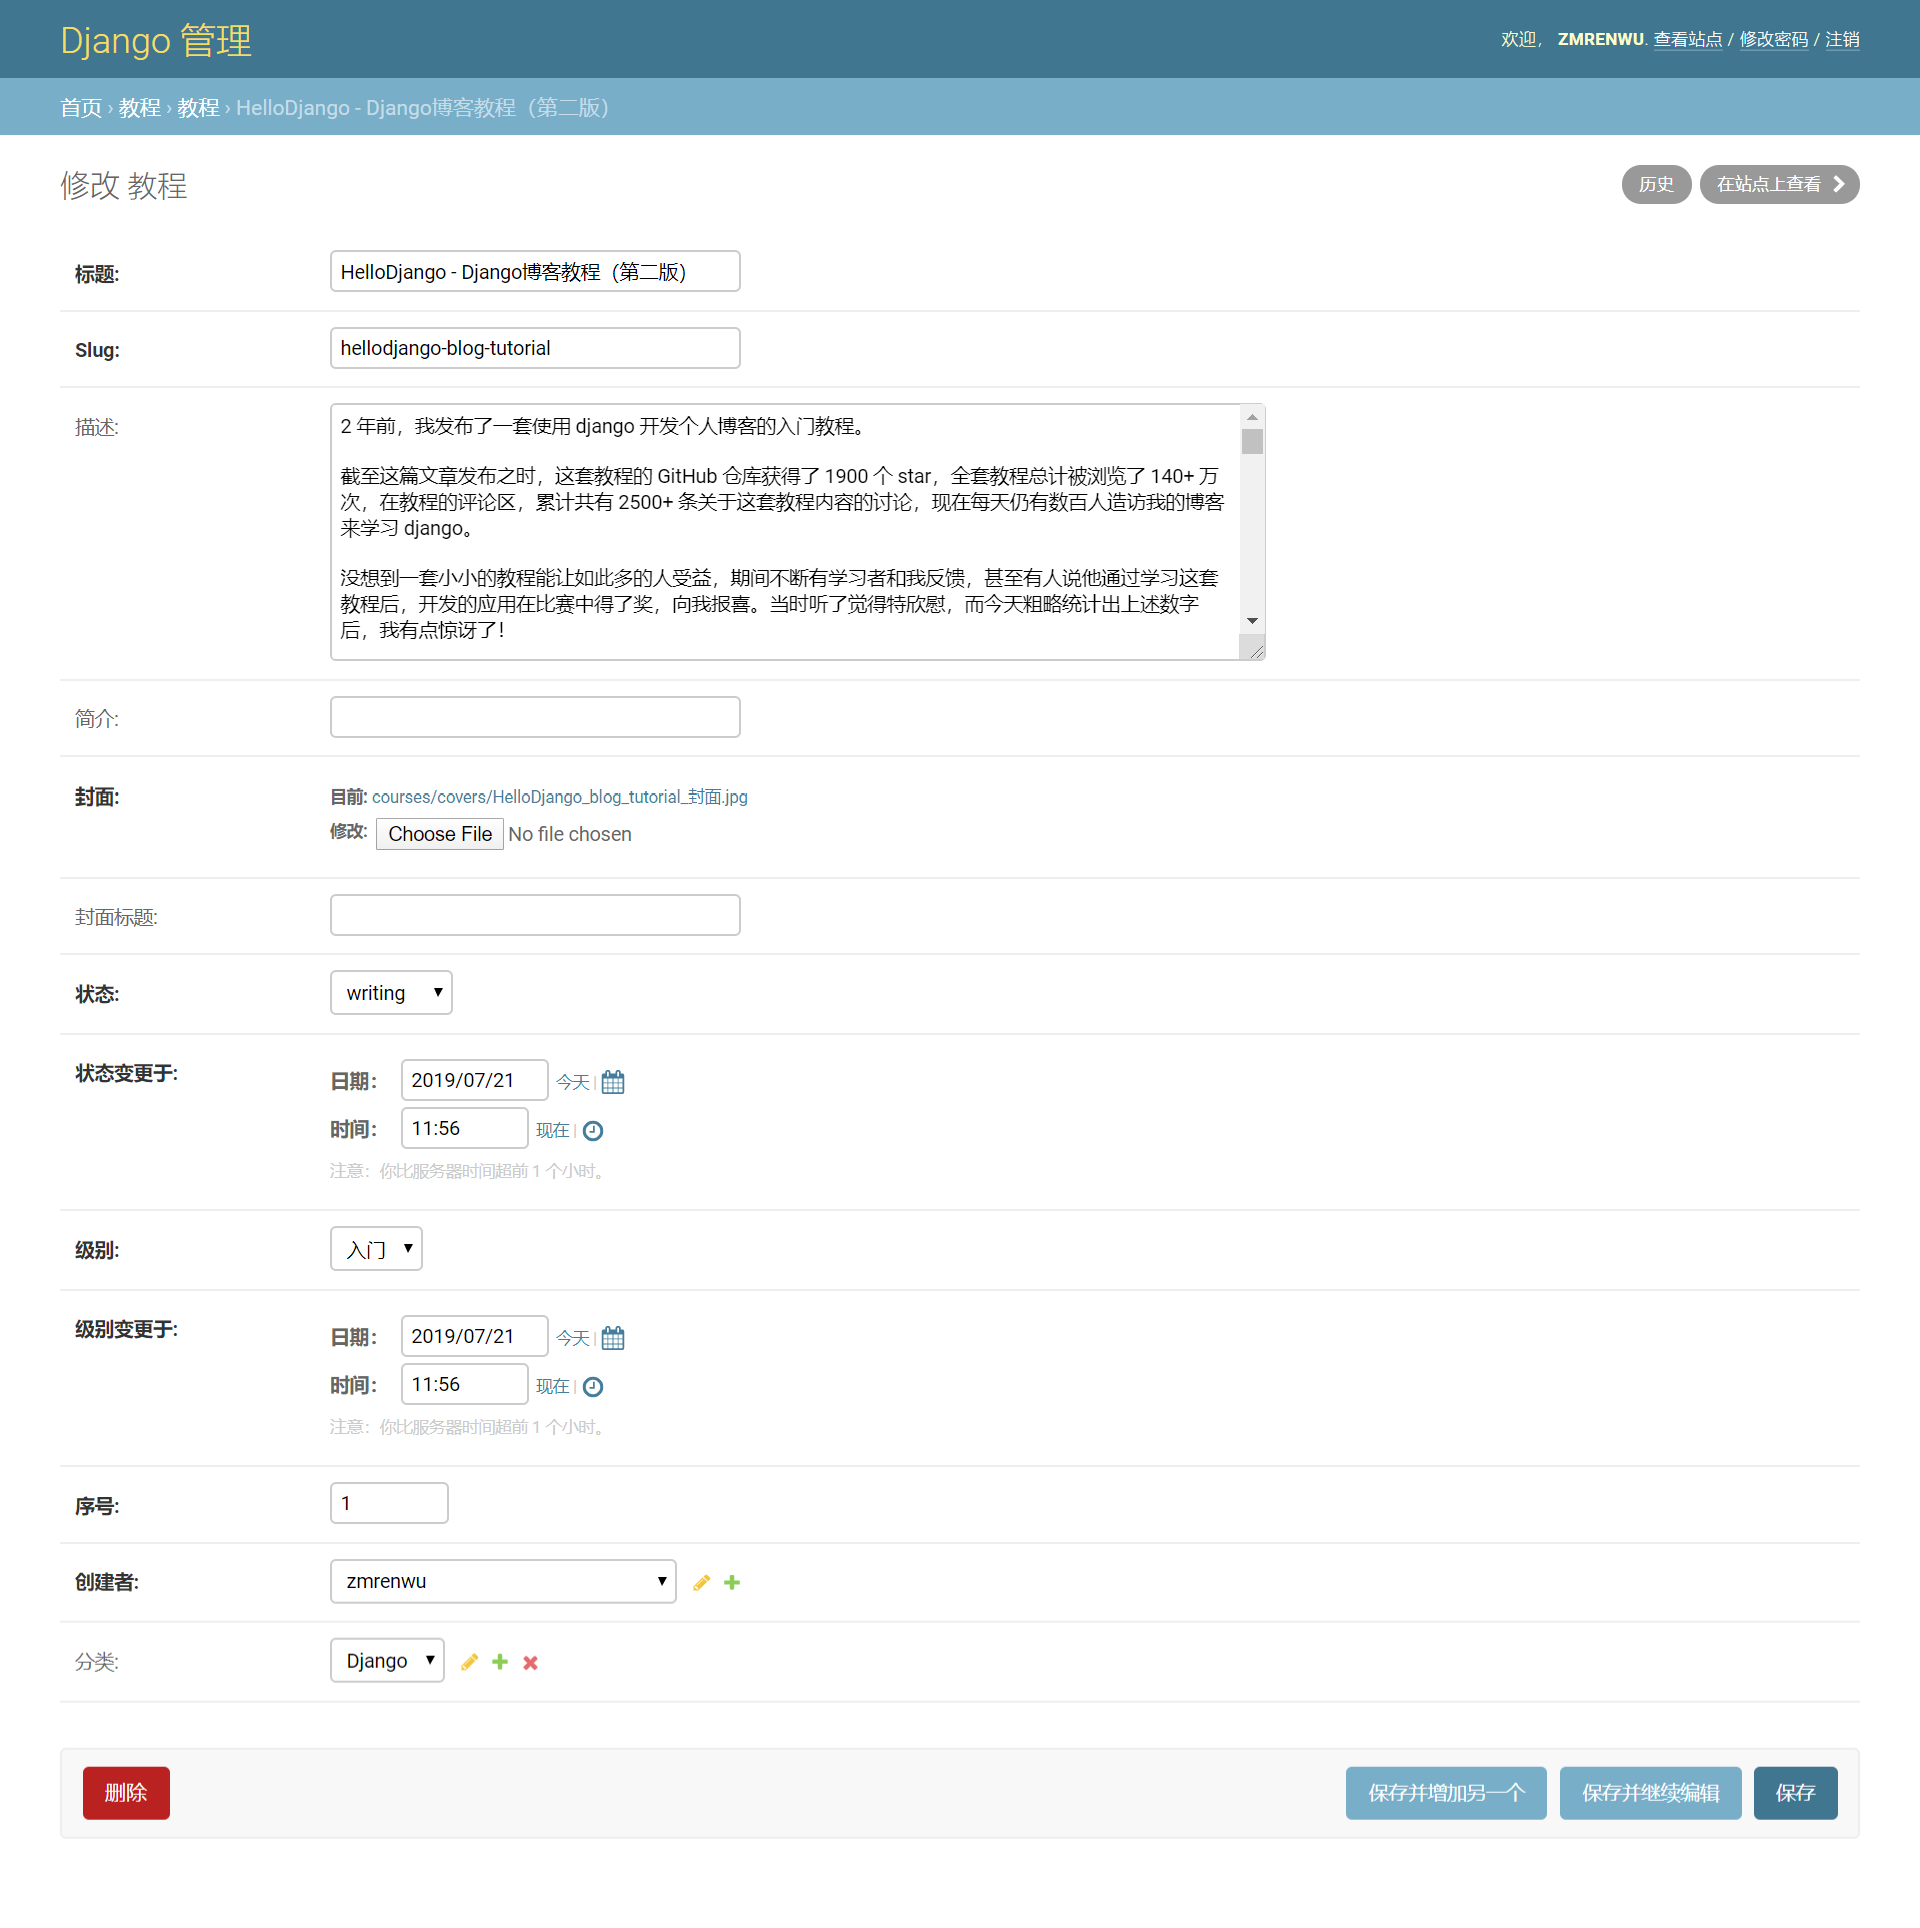 Django 管理
欢迎， ZMRENWU. 查看站点 / 修改密码 / 注销
首页 › 教程 › 教程 › HelloDjango - Django博客教程（第二版）
修改 教程
历史
在站点上查看
标题:
HelloDjango - Django博客教程（第二版）
Slug:
hellodjango-blog-tutorial
描述:
2 年前，我发布了一套使用 django 开发个人博客的入门教程。
截至这篇文章发布之时，这套教程的 GitHub 仓库获得了 1900 个 star，全套教程总计被浏览了 140+ 万
次，在教程的评论区，累计共有 2500+ 条关于这套教程内容的讨论，现在每天仍有数百人造访我的博客
来学习 django。
没想到一套小小的教程能让如此多的人受益，期间不断有学习者和我反馈，甚至有人说他通过学习这套
教程后，开发的应用在比赛中得了奖，向我报喜。当时听了觉得特欣慰，而今天粗略统计出上述数字
后，我有点惊讶了！
简介:
封面:
目前: courses/covers/HelloDjango_blog_tutorial_封面.jpg
修改: Choose File No file chosen
封面标题:
状态:
writing
状态变更于:
日期： 2019/07/21 今天 |
时间： 11:56 现在 |
注意：你比服务器时间超前 1 个小时。
级别:
入门
级别变更于:
日期： 2019/07/21 今天 |
时间： 11:56 现在 |
注意：你比服务器时间超前 1 个小时。
序号:
1
创建者:
zmrenwu
分类:
Django
删除
保存并增加另一个
保存并继续编辑
保存